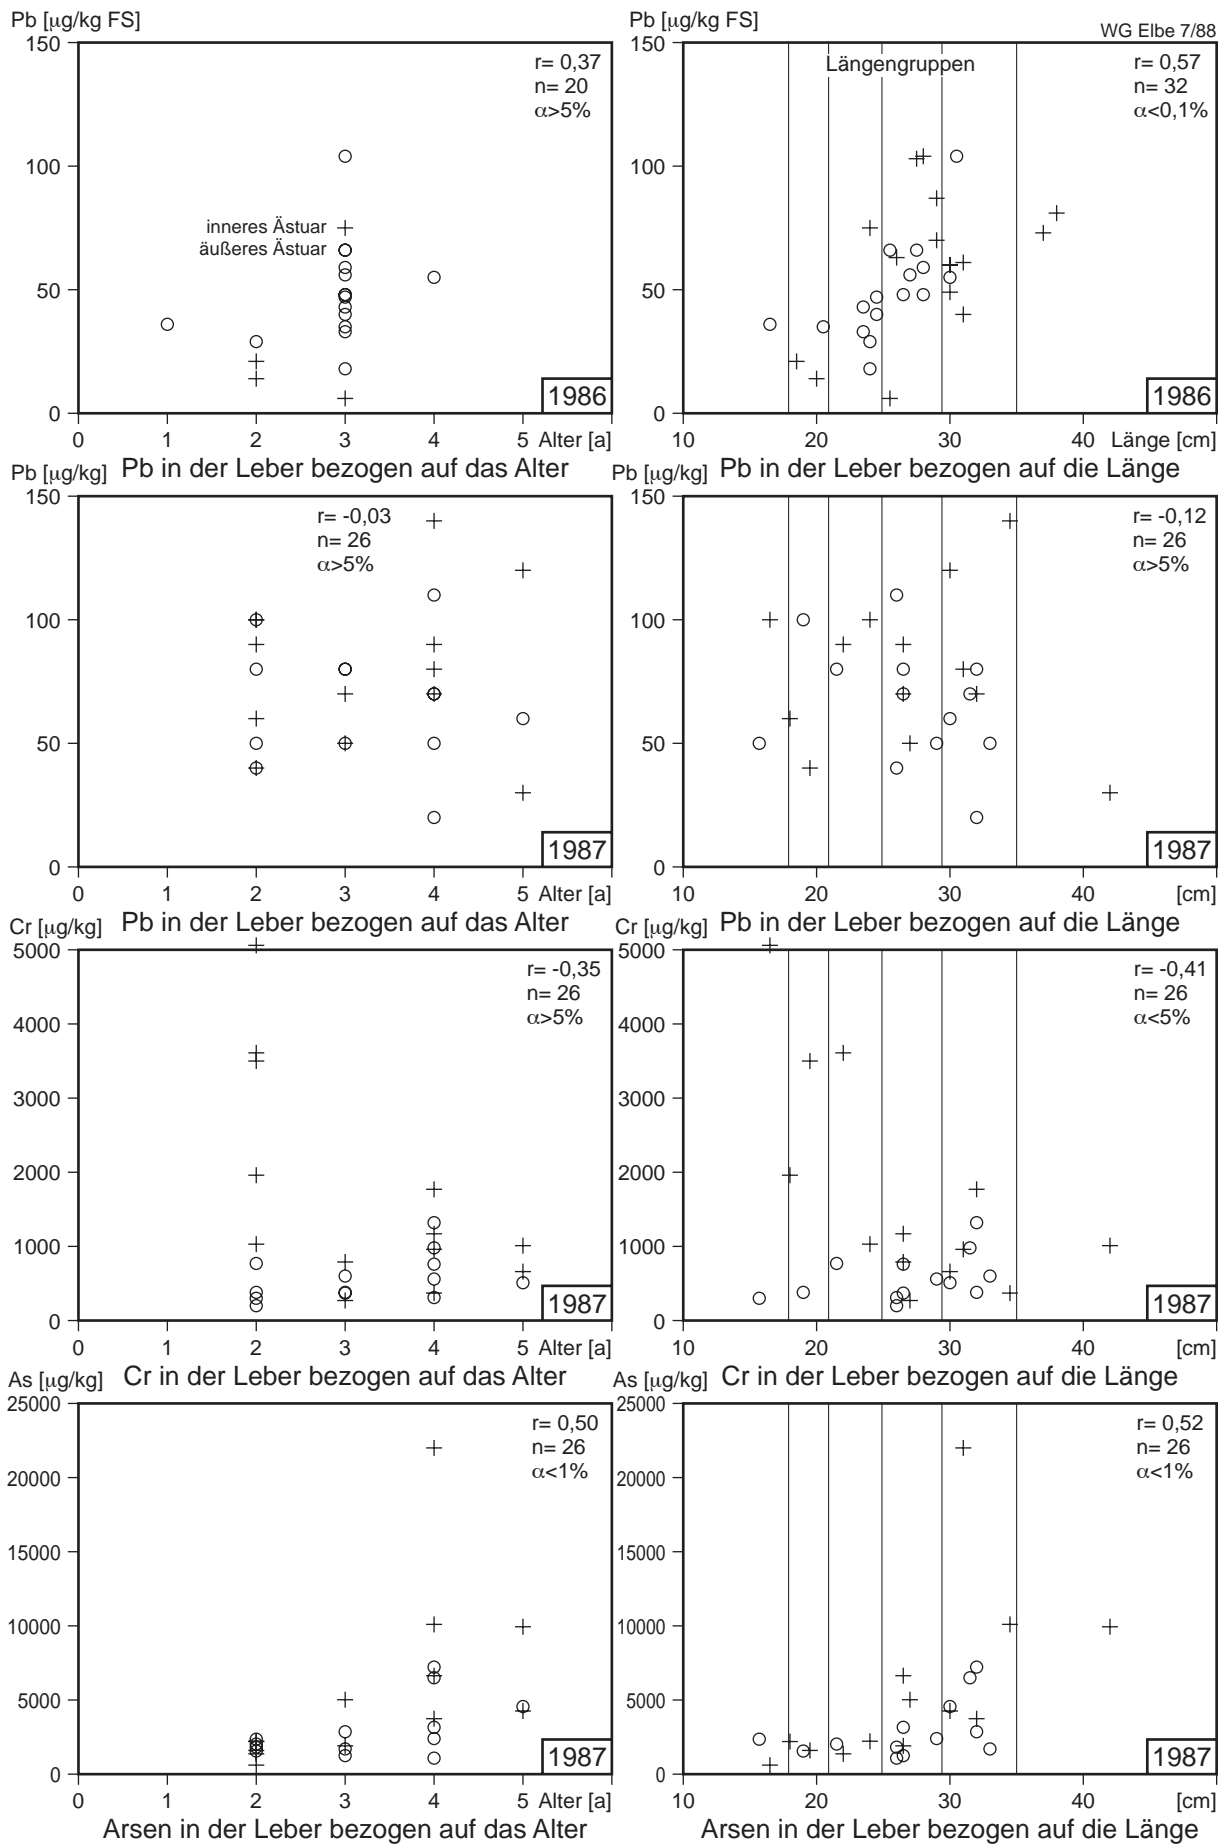 Pb [µg/kg FS]
150
100
50
0
r= 0,37
n= 20
α>5%
inneres Ästuar
äußeres Ästuar
1986
0 1 2 3 4 5 Alter [a]
Pb in der Leber bezogen auf das Alter
Pb [µg/kg FS]
WG Elbe 7/88
150
100
50
0
Längengruppen
r= 0,57
n= 32
α<0,1%
1986
10 20 30 40 Länge [cm]
Pb in der Leber bezogen auf die Länge
Pb [µg/kg]
150
100
50
0
r= -0,03
n= 26
α>5%
1987
0 1 2 3 4 5 Alter [a]
Pb in der Leber bezogen auf das Alter
Pb [µg/kg]
150
100
50
0
r= -0,12
n= 26
α>5%
1987
10 20 30 40 [cm]
Pb in der Leber bezogen auf die Länge
Cr [µg/kg]
5000
4000
3000
2000
1000
0
r= -0,35
n= 26
α>5%
1987
0 1 2 3 4 5 Alter [a]
Cr in der Leber bezogen auf das Alter
Cr [µg/kg]
5000
4000
3000
2000
1000
0
r= -0,41
n= 26
α<5%
1987
10 20 30 40 [cm]
Cr in der Leber bezogen auf die Länge
As [µg/kg]
25000
20000
15000
10000
5000
0
r= 0,50
n= 26
α<1%
1987
0 1 2 3 4 5 Alter [a]
Arsen in der Leber bezogen auf das Alter
As [µg/kg]
25000
20000
15000
10000
5000
0
r= 0,52
n= 26
α<1%
1987
10 20 30 40 [cm]
Arsen in der Leber bezogen auf die Länge